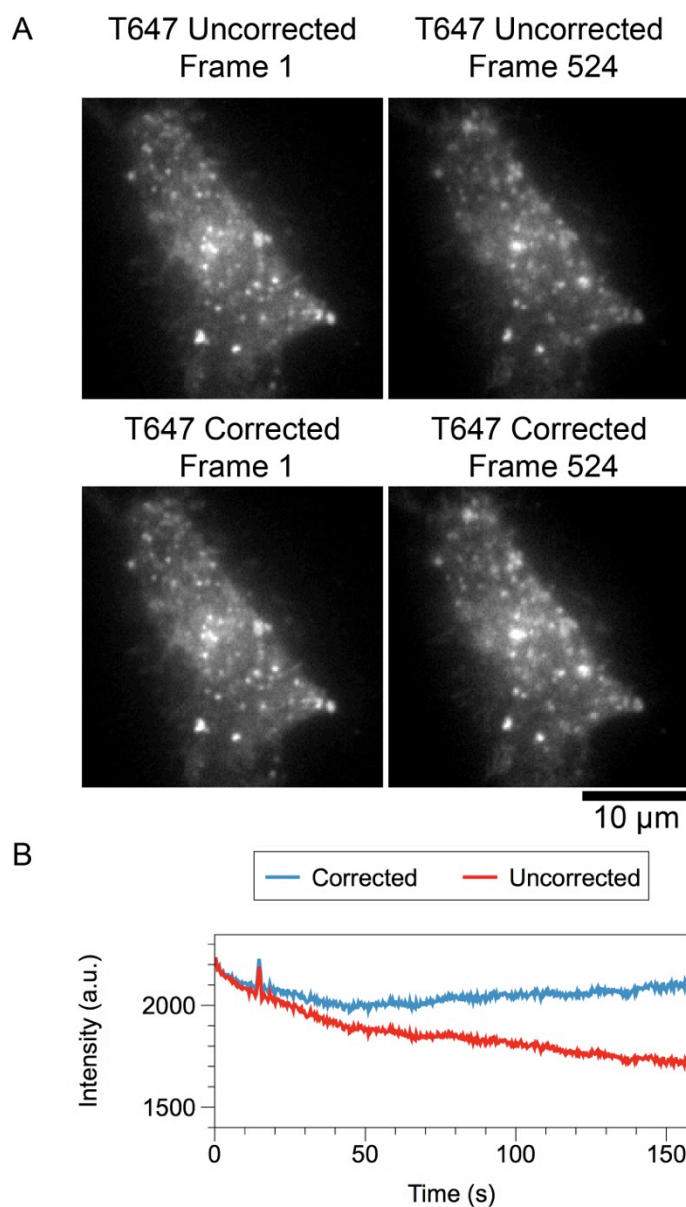 A
T647 Uncorrected
Frame 1
T647 Uncorrected
Frame 524
T647 Corrected
Frame 1
T647 Corrected
Frame 524
10 µm
B
Corrected
Uncorrected
Intensity (a.u.)
2000
1500
0
50
100
150
Time (s)